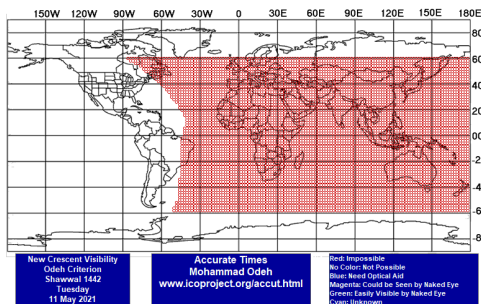 150W 120W 90W 60W 30W 0 30E 60E 90E 120E 150E 180E
80
60
40
20
00
-2
-4
-6
-8
New Crescent Visibility
Odeh Criterion
Shawwal 1442
Tuesday
11 May 2021
Accurate Times
Mohammad Odeh
www.icoproject.org/accut.html
Red: Impossible
No Color: Not Possible
Blue: Need Optical Aid
Magenta: Could be Seen by Naked Eye
Green: Easily Visible by Naked Eye
Cyan: Unknown